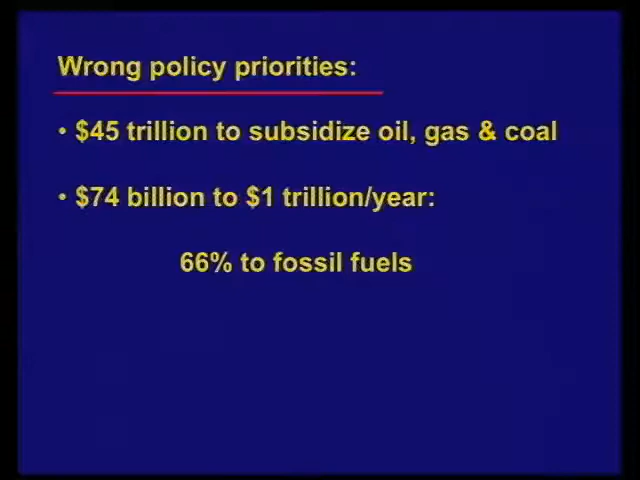 Wrong policy priorities:
• $45 trillion to subsidize oil, gas & coal
• $74 billion to $1 trillion/year:
66% to fossil fuels